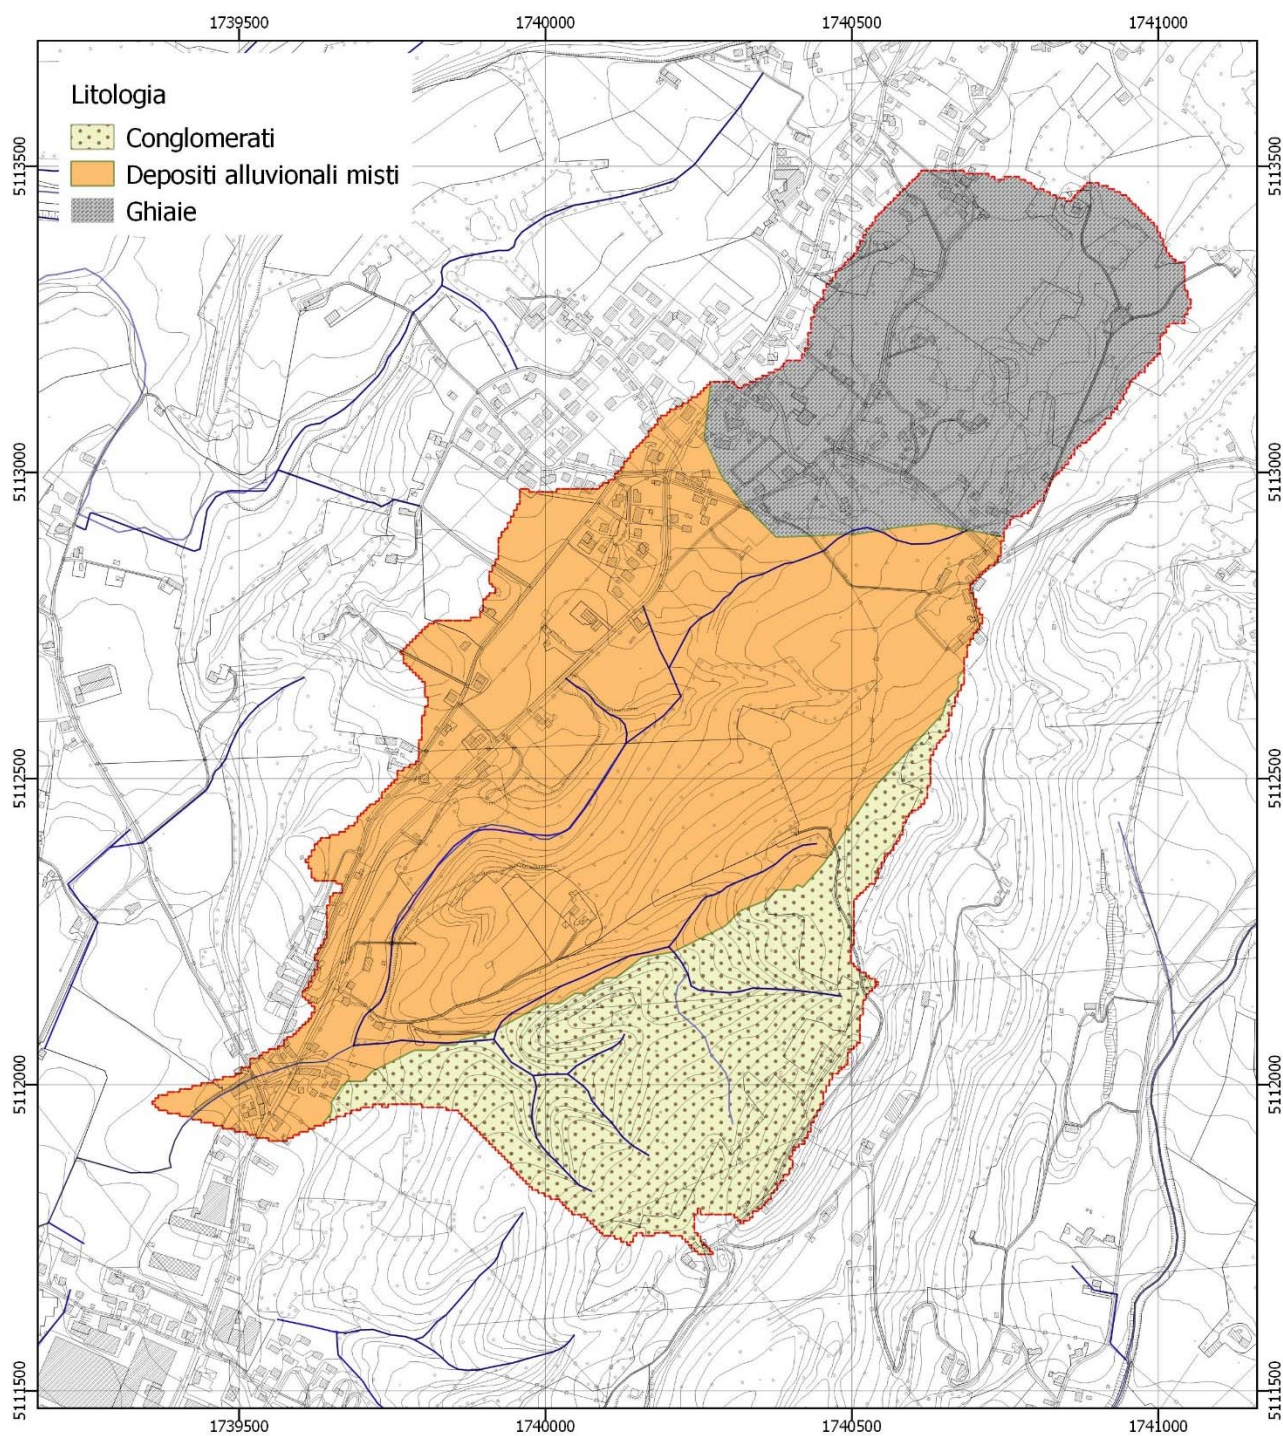 1739500 1740000 1740500 1741000
Litologia
Conglomerati
Depositi alluvionali misti
Ghiaie
5113500 5113500
5113000 5113000
5112500 5112500
5112000 5112000
5111500 5111500
1739500 1740000 1740500 1741000